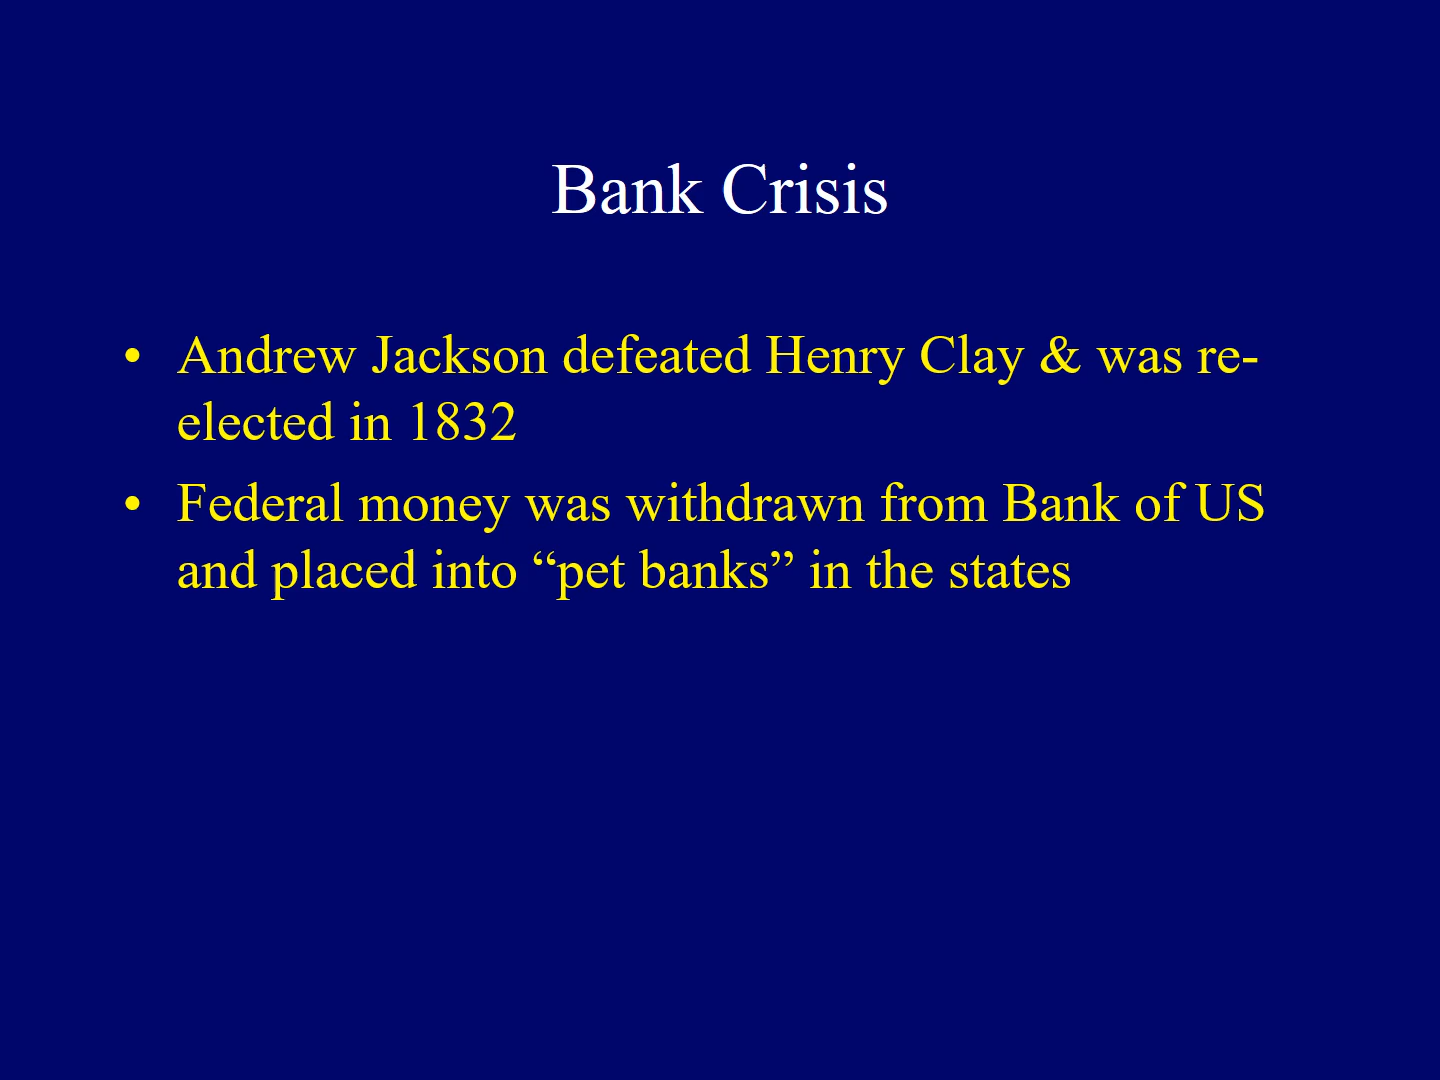 Bank Crisis
• Andrew Jackson defeated Henry Clay & was re-
elected in 1832
• Federal money was withdrawn from Bank of US
and placed into “pet banks” in the states